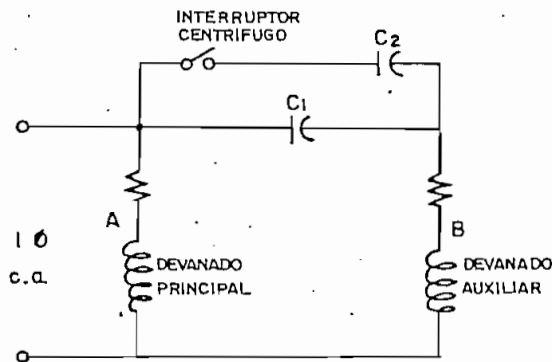 INTERRUPTOR
CENTRIFUGO
C2
C1
A
B
1 Ø
c.a
DEVANADO
PRINCIPAL
DEVANADO
AUXILIAR